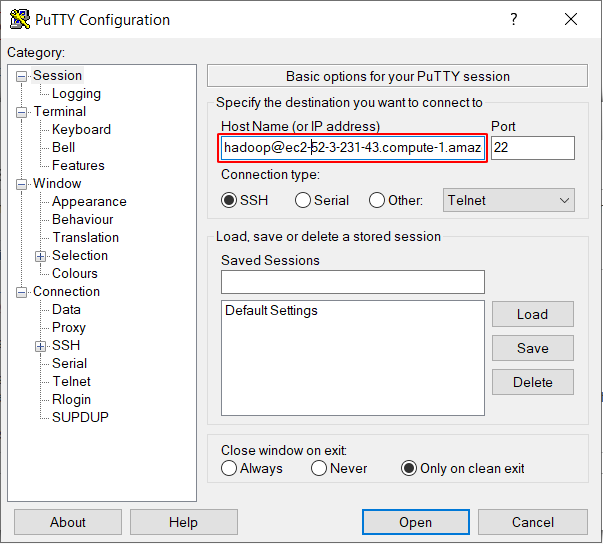 PuTTY Configuration
?
Category:
Session
Logging
Terminal
Keyboard
Bell
Features
Window
Appearance
Behaviour
Translation
Selection
Colours
Connection
Data
Proxy
SSH
Serial
Telnet
Rlogin
SUPDUP
Basic options for your PuTTY session
Specify the destination you want to connect to
Host Name (or IP address) Port
hadoop@ec2-52-3-231-43.compute-1.amaz 22
Connection type:
SSH Serial Other: Telnet
Load, save or delete a stored session
Saved Sessions
Default Settings
Load
Save
Delete
Close window on exit:
Always Never Only on clean exit
About Help Open Cancel